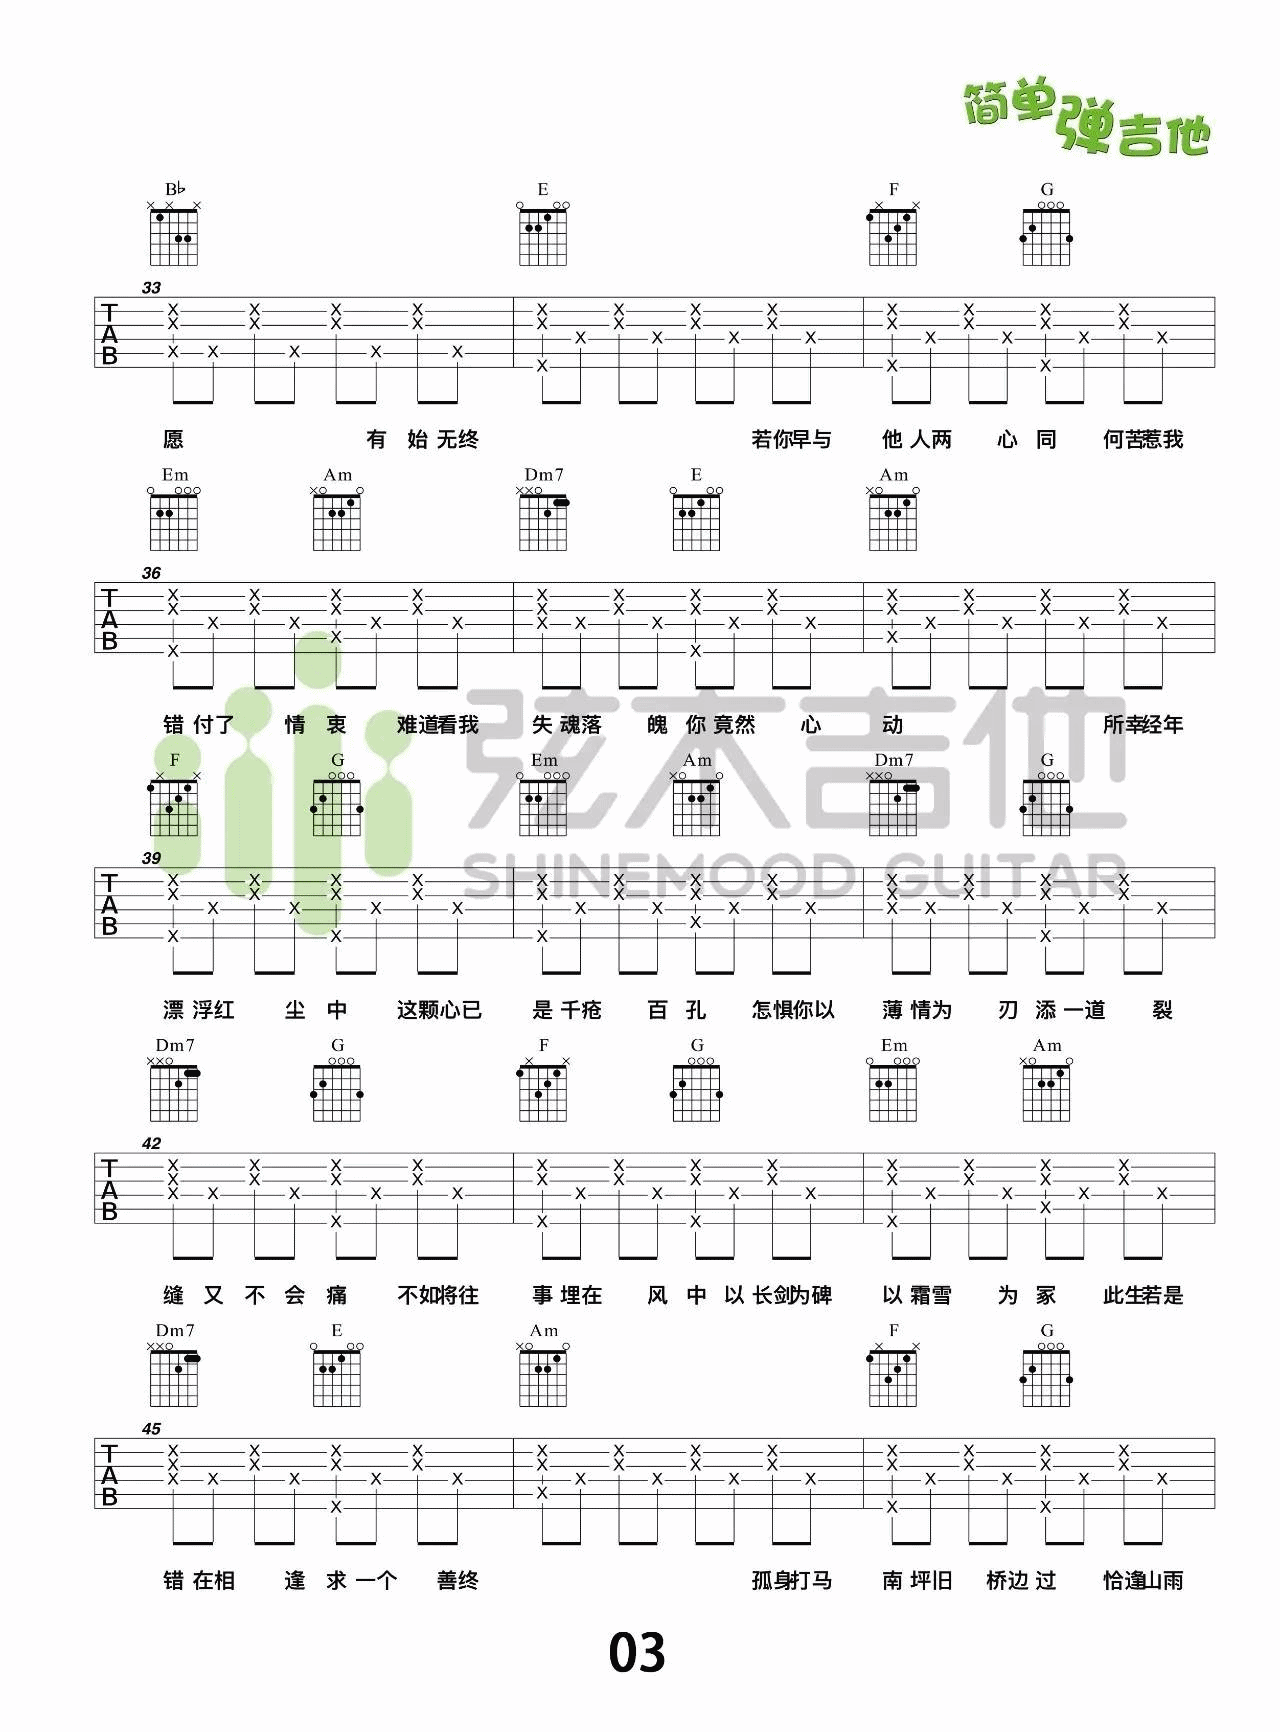 简单弹吉他
B♭ E F G
33
T
A
B
愿 有 始 无终 若你早与 他 人两 心 同 何苦惹我
Em Am Dm7 E Am
36
T
A
B
错 付了 情 衷 难道看我 失 魂落 魄 你 竟然 心 动 所幸经年
F G Em Am Dm7 G
39
T
A
B
漂 浮红 尘 中 这颗心已 是 千疮 百 孔 怎惧你以 薄 情为 刃 添 一道 裂
Dm7 G F G Em Am
42
T
A
B
缝 又 不 会 痛 不如将往 事 埋在 风 中 以 长剑为碑 以 霜雪 为 冢 此生若是
Dm7 E Am F G
45
T
A
B
错 在相 逢 求 一个 善终 孤身打马 南 坪旧 桥边 过 恰逢山雨
弦木吉他
SHINEMOOD GUITAR
03